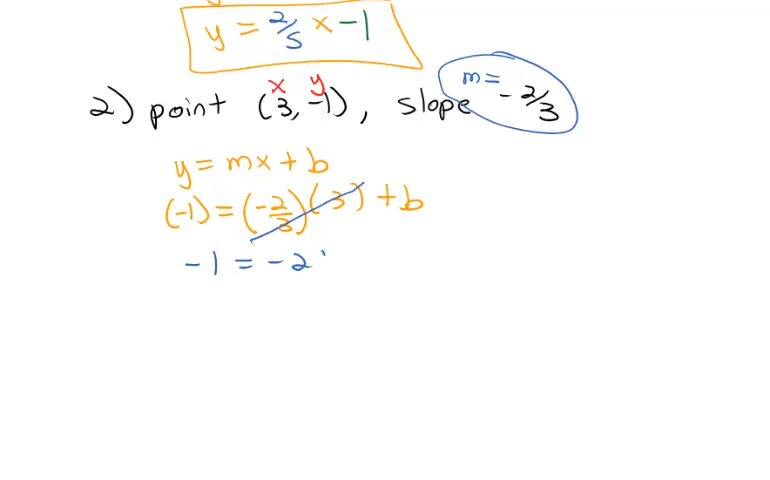 y = 2/5 x - 1
x y
2) point (3, -1), slope m = - 2/3
y = mx + b
(-1) = (-2/3)(3) + b
-1 = -2